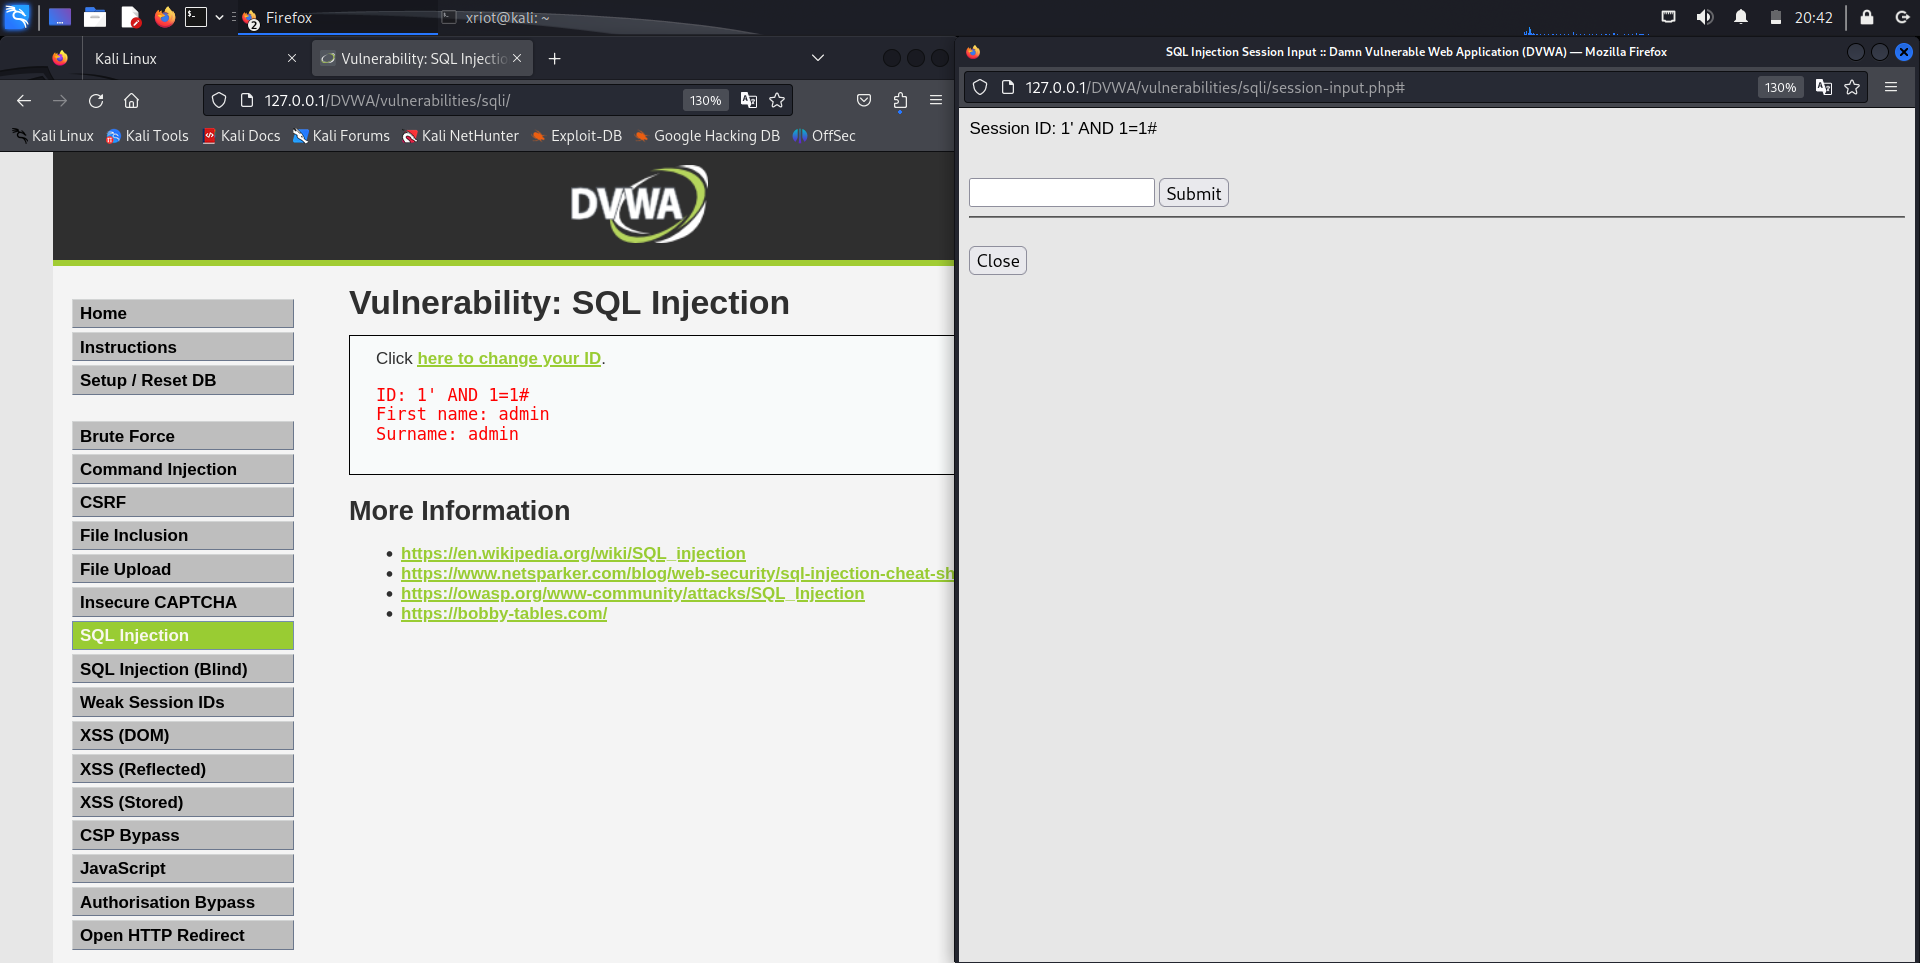 2 Firefox
xriot@kali: ~
20:42
Kali Linux
Vulnerability: SQL Injectio
127.0.0.1/DVWA/vulnerabilities/sqli/
130%
Kali Linux Kali Tools Kali Docs Kali Forums Kali NetHunter Exploit-DB Google Hacking DB OffSec
DVWA
Home
Instructions
Setup / Reset DB
Brute Force
Command Injection
CSRF
File Inclusion
File Upload
Insecure CAPTCHA
SQL Injection
SQL Injection (Blind)
Weak Session IDs
XSS (DOM)
XSS (Reflected)
XSS (Stored)
CSP Bypass
JavaScript
Authorisation Bypass
Open HTTP Redirect
Vulnerability: SQL Injection
Click here to change your ID.
ID: 1' AND 1=1#
First name: admin
Surname: admin
More Information
https://en.wikipedia.org/wiki/SQL_injection
https://www.netsparker.com/blog/web-security/sql-injection-cheat-sh
https://owasp.org/www-community/attacks/SQL_Injection
https://bobby-tables.com/
SQL Injection Session Input :: Damn Vulnerable Web Application (DVWA) — Mozilla Firefox
127.0.0.1/DVWA/vulnerabilities/sqli/session-input.php#
130%
Session ID: 1' AND 1=1#
Submit
Close